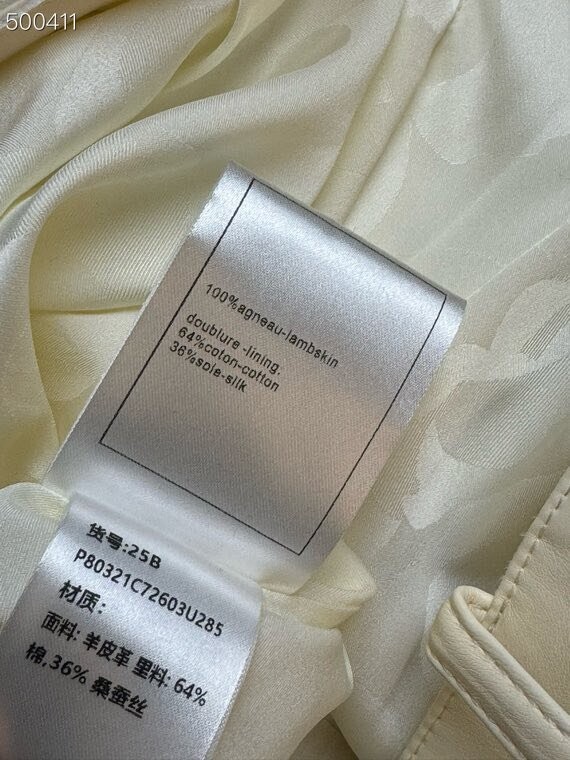 500411
100%agneau-lambskin
doublure -lining.
64%coton-cotton
36%soie-silk
货号:25B
P80321C72603U285
材质：
面料: 羊皮革 里料: 64%
棉,36% 桑蚕丝